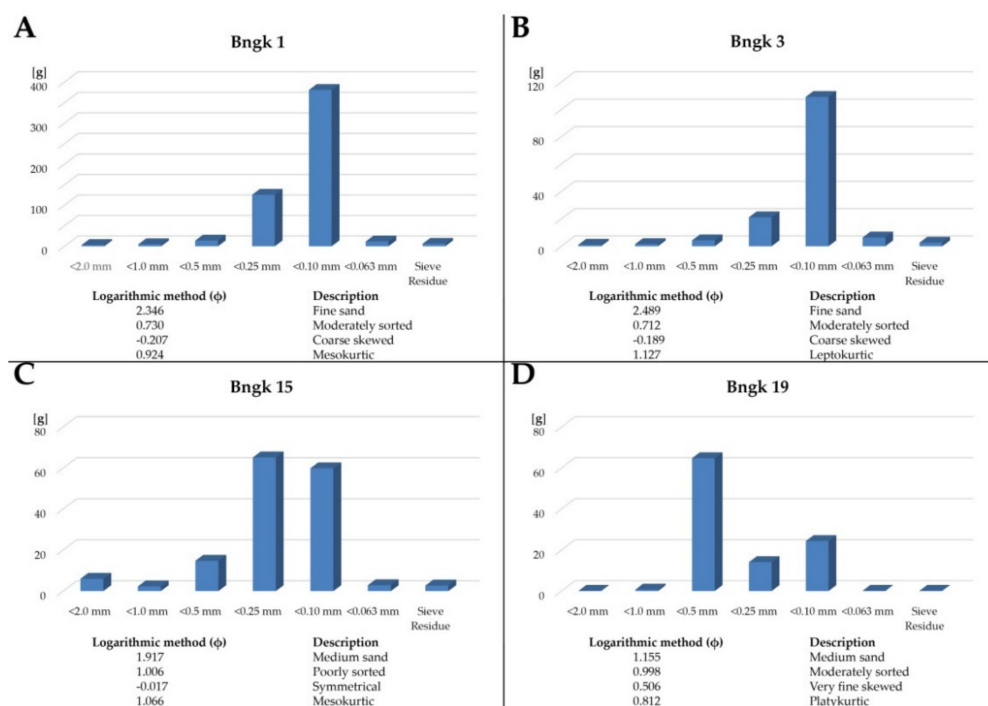 A
Bngk 1
[g]
400
300
200
100
0
<2.0 mm <1.0 mm <0.5 mm <0.25 mm <0.10 mm <0.063 mm Sieve
Residue
Logarithmic method (ϕ) Description
2.346 Fine sand
0.730 Moderately sorted
-0.207 Coarse skewed
0.924 Mesokurtic
B
Bngk 3
[g]
120
80
40
0
<2.0 mm <1.0 mm <0.5 mm <0.25 mm <0.10 mm <0.063 mm Sieve
Residue
Logarithmic method (ϕ) Description
2.489 Fine sand
0.712 Moderately sorted
-0.189 Coarse skewed
1.127 Leptokurtic
C
Bngk 15
[g]
80
60
40
20
0
<2.0 mm <1.0 mm <0.5 mm <0.25 mm <0.10 mm <0.063 mm Sieve
Residue
Logarithmic method (ϕ) Description
1.917 Medium sand
1.006 Poorly sorted
-0.017 Symmetrical
1.066 Mesokurtic
D
Bngk 19
[g]
80
60
40
20
0
<2.0 mm <1.0 mm <0.5 mm <0.25 mm <0.10 mm <0.063 mm Sieve
Residue
Logarithmic method (ϕ) Description
1.155 Medium sand
0.998 Moderately sorted
0.506 Very fine skewed
0.812 Platykurtic